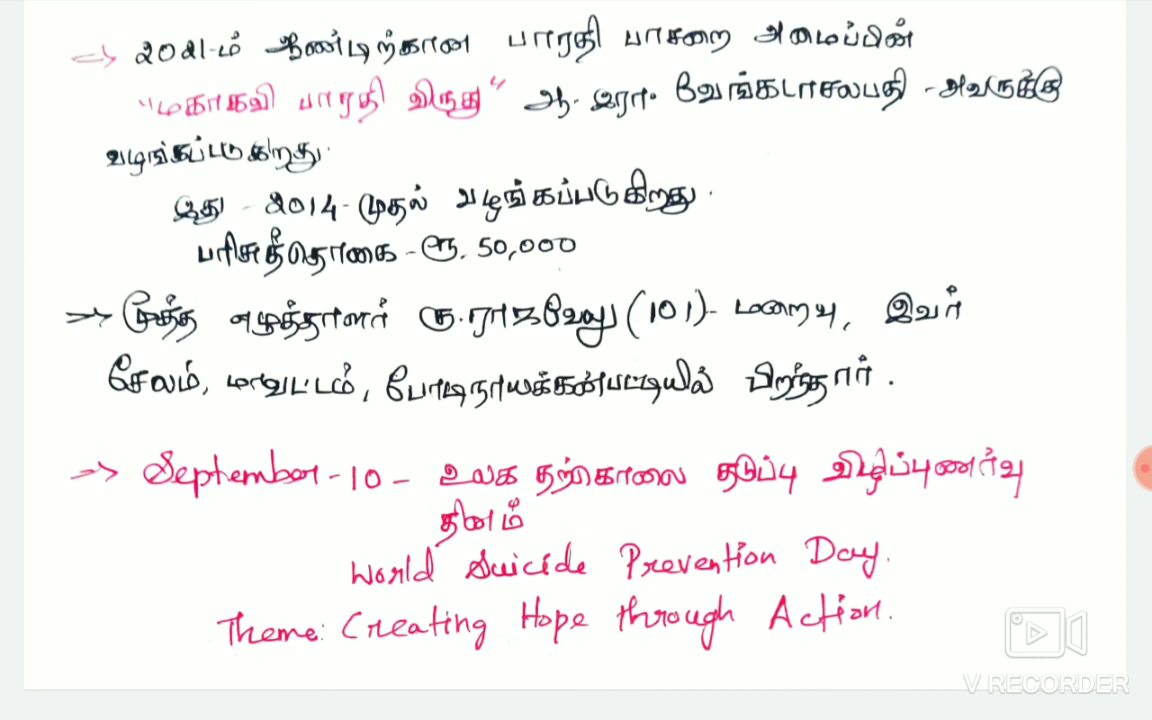 => 2021-ம் ஆண்டிற்கான பாரதி பாசறை அமைப்பின்
"மகாகவி பாரதி விருது" ஆ. இரா. வேங்கடாசலபதி - அவருக்கு
வழங்கப்படுகிறது.
இது - 2014 - முதல் வழங்கப்படுகிறது.
பரிசுத்தொகை - ரூ. 50,000
=> மூத்த எழுத்தாளர் கு. ராஜவேலு (101) - மறைவு, இவர்
சேலம், மாவட்டம், போடிநாயக்கன்பட்டியில் பிறந்தார்.
=> September - 10 - உலக தற்கொலை தடுப்பு விழிப்புணர்வு
தினம்
World Suicide Prevention Day.
Theme: Creating Hope through Action.
V RECORDER